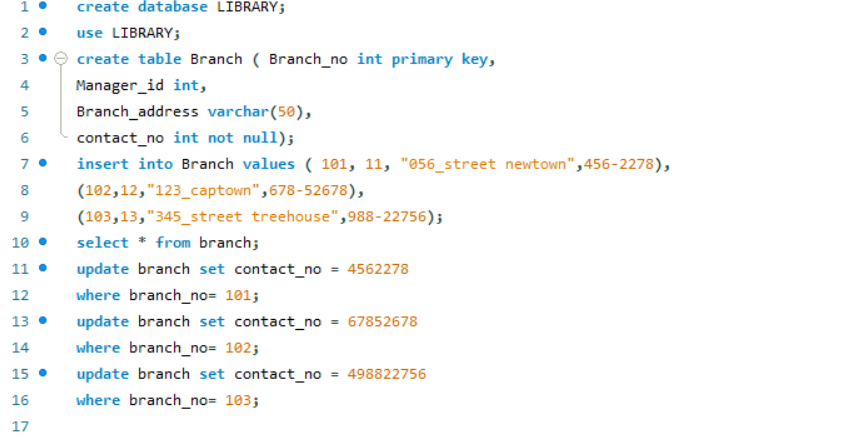 1 create database LIBRARY;
2 use LIBRARY;
3 create table Branch ( Branch_no int primary key,
4 Manager_id int,
5 Branch_address varchar(50),
6 contact_no int not null);
7 insert into Branch values ( 101, 11, "056_street newtown",456-2278),
8 (102,12,"123_captown",678-52678),
9 (103,13,"345_street treehouse",988-22756);
10 select * from branch;
11 update branch set contact_no = 4562278
12 where branch_no= 101;
13 update branch set contact_no = 67852678
14 where branch_no= 102;
15 update branch set contact_no = 498822756
16 where branch_no= 103;
17